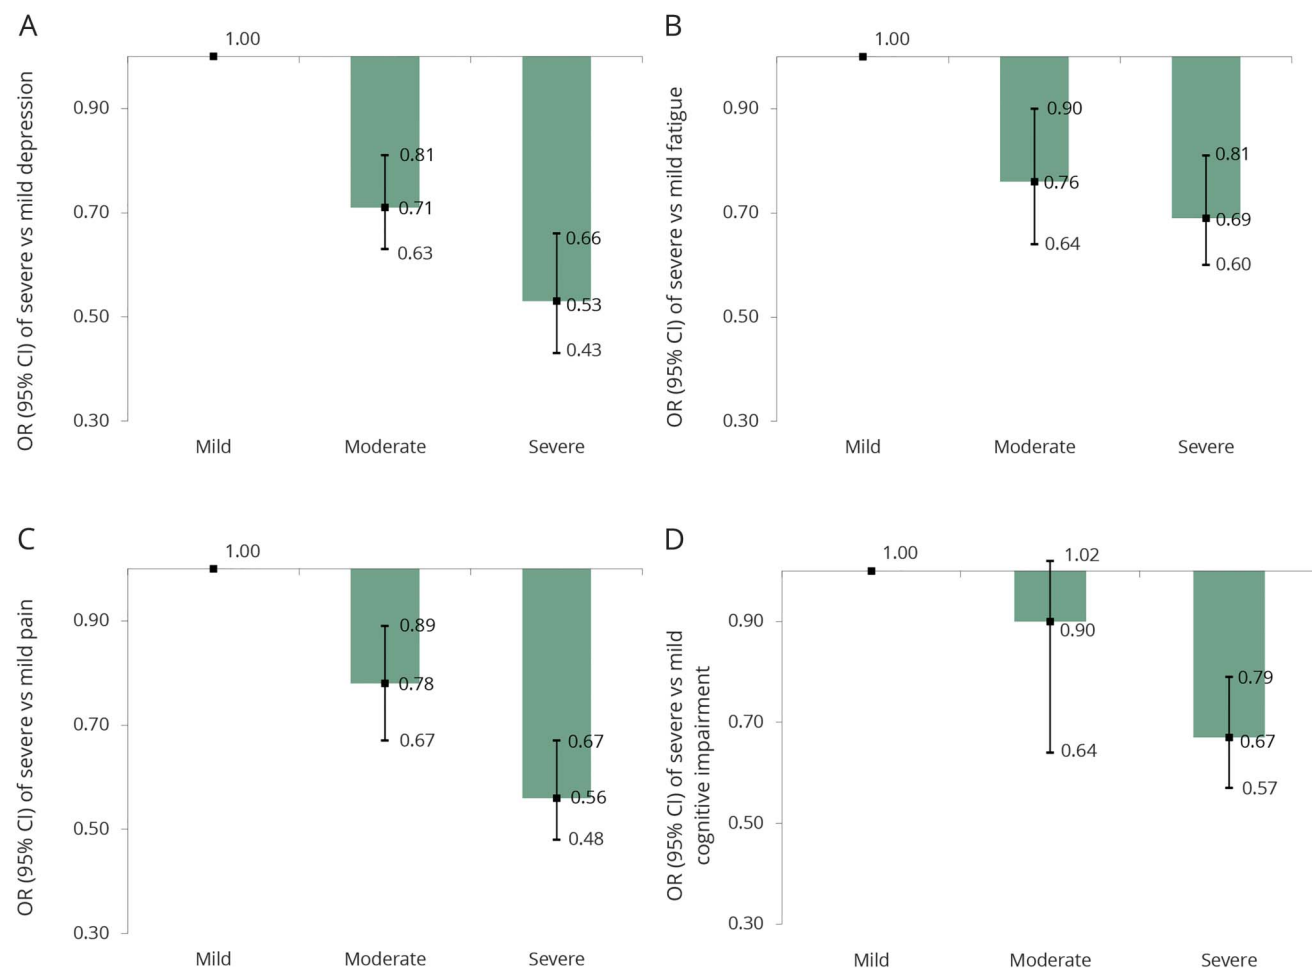 A
OR (95% CI) of severe vs mild depression
1.00
0.90
0.70
0.50
0.30
0.81
0.71
0.63
0.66
0.53
0.43
Mild
Moderate
Severe
B
OR (95% CI) of severe vs mild fatigue
1.00
0.90
0.70
0.50
0.30
0.90
0.76
0.64
0.81
0.69
0.60
Mild
Moderate
Severe
C
OR (95% CI) of severe vs mild pain
1.00
0.90
0.70
0.50
0.30
0.89
0.78
0.67
0.67
0.56
0.48
Mild
Moderate
Severe
D
OR (95% CI) of severe vs mild
cognitive impairment
1.00
0.90
0.70
0.50
0.30
1.02
0.90
0.64
0.79
0.67
0.57
Mild
Moderate
Severe